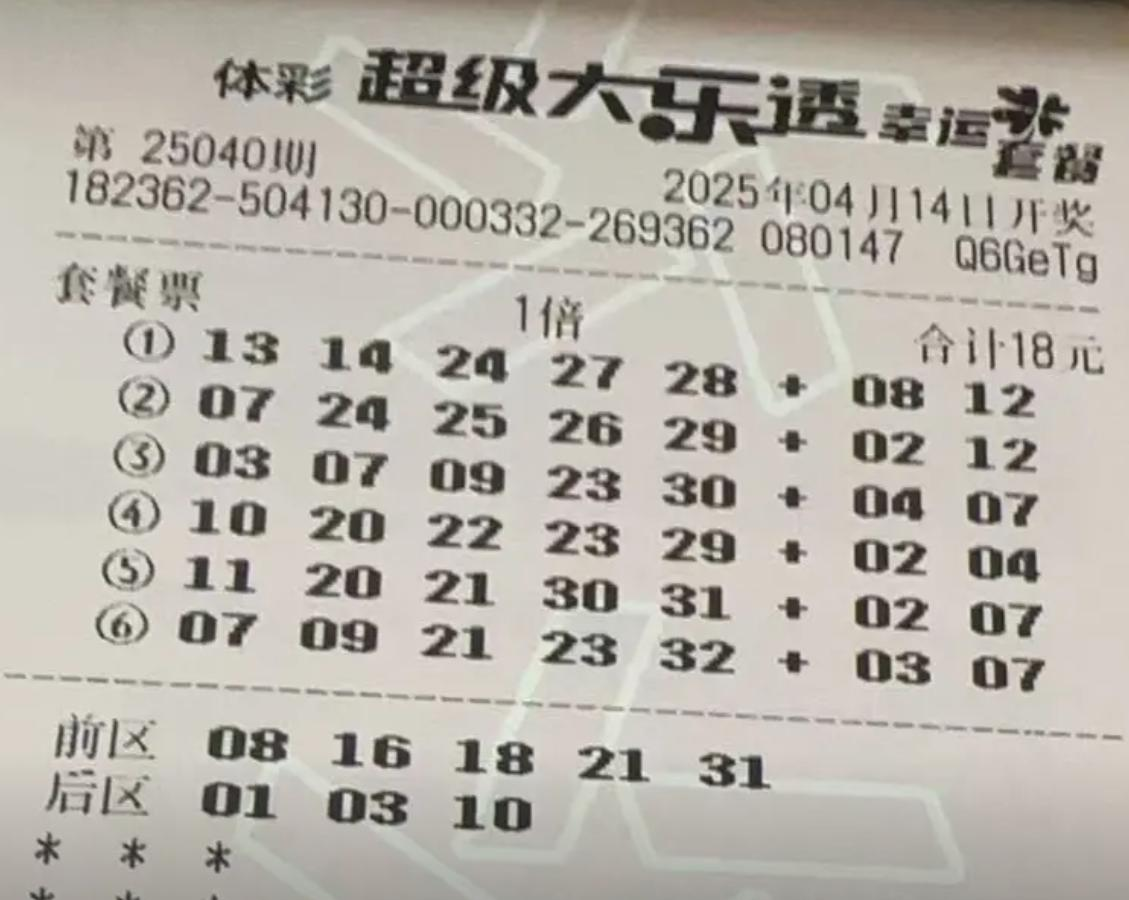 体彩 超级大乐透 幸运套餐
第 25040期 2025年04月14日开奖
182362-504130-000332-269362 080147 Q6GeTg
套餐票 1倍 合计18元
① 13 14 24 27 28 + 08 12
② 07 24 25 26 29 + 02 12
③ 03 07 09 23 30 + 04 07
④ 10 20 22 23 29 + 02 04
⑤ 11 20 21 30 31 + 02 07
⑥ 07 09 21 23 32 + 03 07
前区 08 16 18 21 31
后区 01 03 10
* * *
* * *